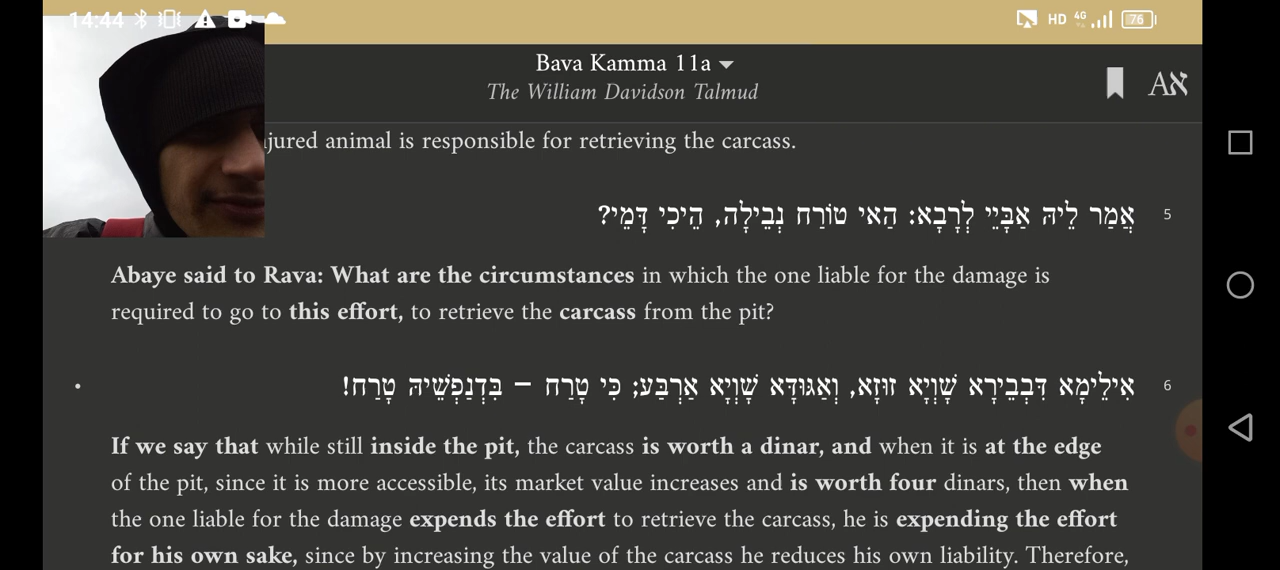 14:44
HD 4G 76
Bava Kamma 11a
The William Davidson Talmud
Aא
jured animal is responsible for retrieving the carcass.
אֲמַר לֵיהּ אַבָּיֵי לְרָבָא: הַאי טוֹרַח נְבֵילָה, הֵיכִי דָּמֵי?
5
Abaye said to Rava: What are the circumstances in which the one liable for the damage is
required to go to this effort, to retrieve the carcass from the pit?
אִילֵימָא דִּבְבֵירָא שָׁוְיָא זוּזָא, וְאַגּוּדָּא שָׁוְיָא אַרְבַּע; כִּי טָרַח – בִּדְנַפְשֵׁיהּ טָרַח!
6
If we say that while still inside the pit, the carcass is worth a dinar, and when it is at the edge
of the pit, since it is more accessible, its market value increases and is worth four dinars, then when
the one liable for the damage expends the effort to retrieve the carcass, he is expending the effort
for his own sake, since by increasing the value of the carcass he reduces his own liability. Therefore,